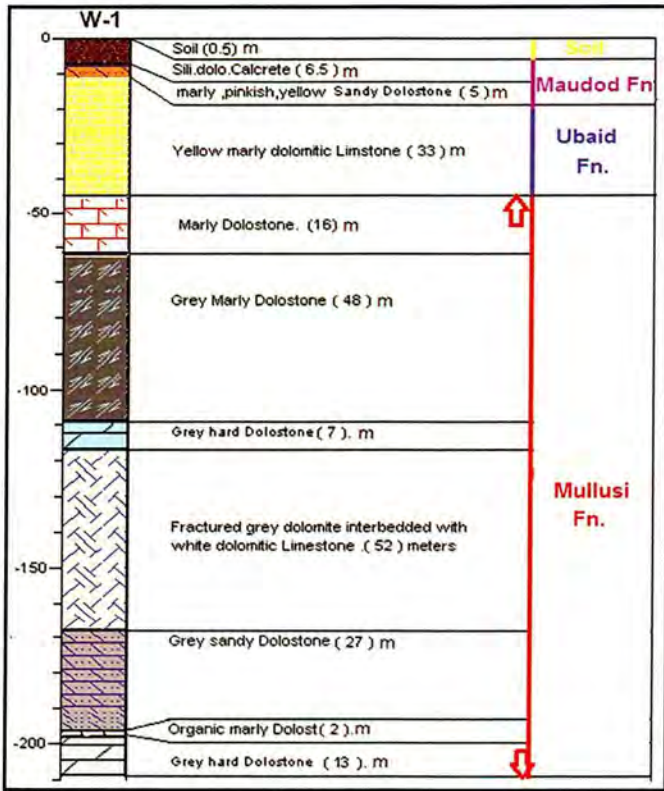 W-1
0
Soil (0.5) m
Soil
Sili.dolo.Calcrete ( 6.5 ) m
Maudod Fn
marly ,pinkish,yellow Sandy Dolostone ( 5 ) m
Yellow marly dolomitic Limstone ( 33 ) m
Ubaid
Fn.
-50
Marly Dolostone. (16) m
Grey Marly Dolostone ( 48 ) m
-100
Grey hard Dolostone ( 7 ). m
Mullusi
Fn.
Fractured grey dolomite interbedded with
white dolomitic Limestone .( 52 ) meters
-150
Grey sandy Dolostone ( 27 ) m
Organic marly Dolost ( 2 ). m
-200
Grey hard Dolostone ( 13 ). m